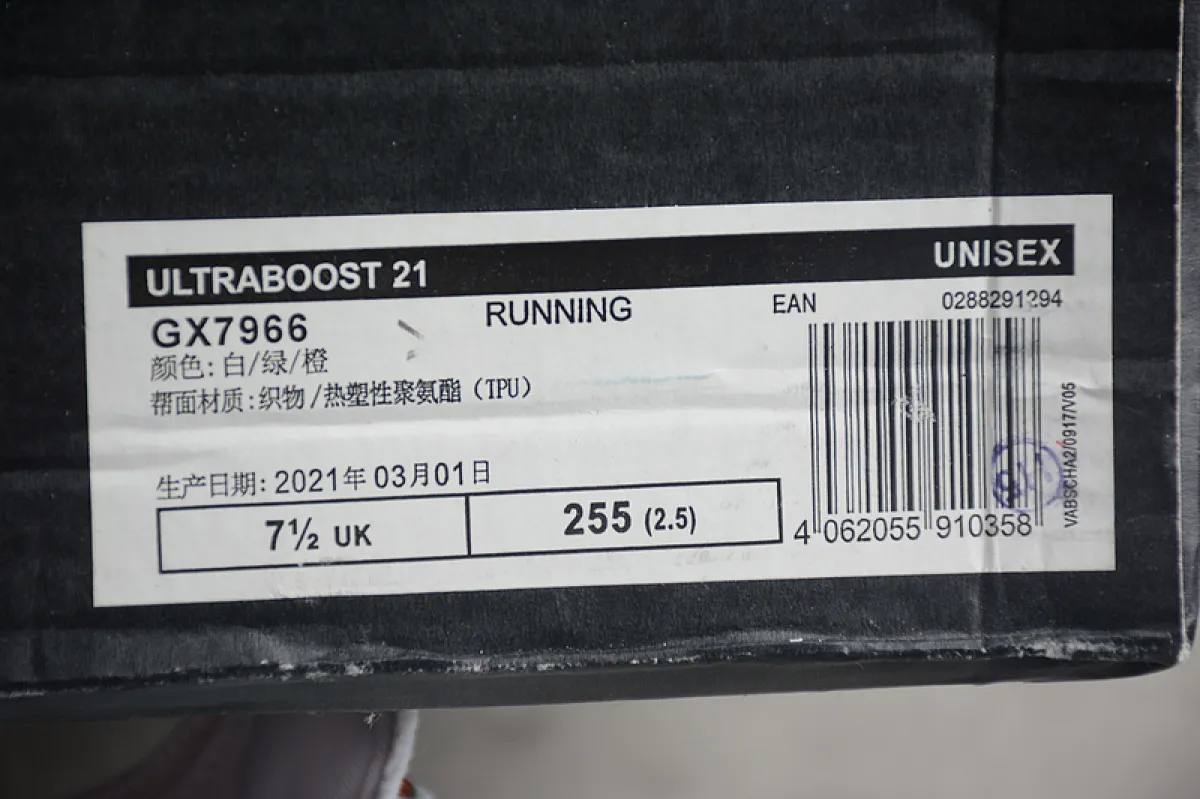 ULTRABOOST 21
UNISEX
GX7966
RUNNING
EAN
0288291294
颜色: 白/绿/橙
帮面材质: 织物/热塑性聚氨酯 (TPU)
生产日期: 2021年 03月01日
7½ UK
255 (2.5)
4 062055 910358
VABSCHA2/0917/V05